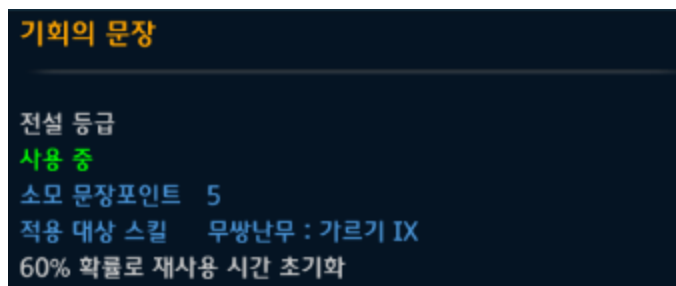 기회의 문장
전설 등급
사용 중
소모 문장포인트 5
적용 대상 스킬 무쌍난무 : 가르기 IX
60% 확률로 재사용 시간 초기화